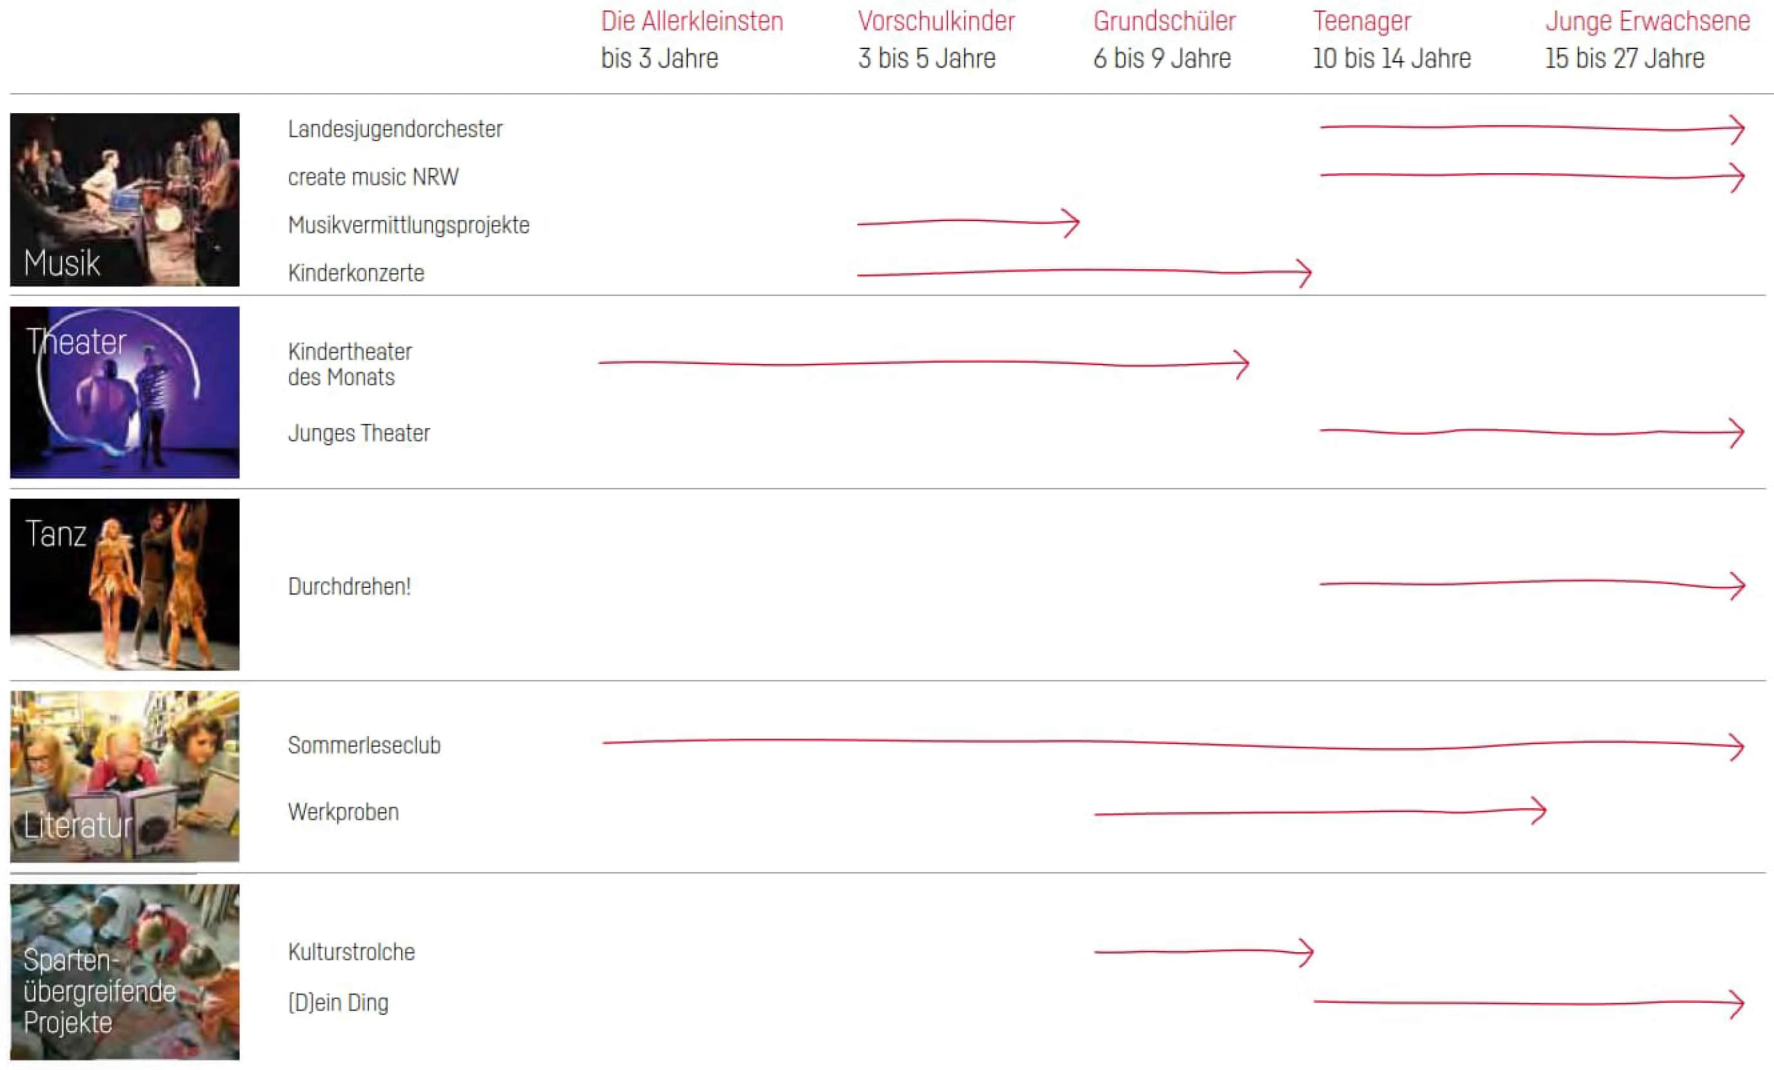 Die Allerkleinsten
bis 3 Jahre
Vorschulkinder
3 bis 5 Jahre
Grundschüler
6 bis 9 Jahre
Teenager
10 bis 14 Jahre
Junge Erwachsene
15 bis 27 Jahre
Musik
Landesjugendorchester
create music NRW
Musikvermittlungsprojekte
Kinderkonzerte
Theater
Kindertheater
des Monats
Junges Theater
Tanz
Durchdrehen!
Literatur
Sommerleseclub
Werkproben
Sparten-
übergreifende
Projekte
Kulturstrolche
(D)ein Ding